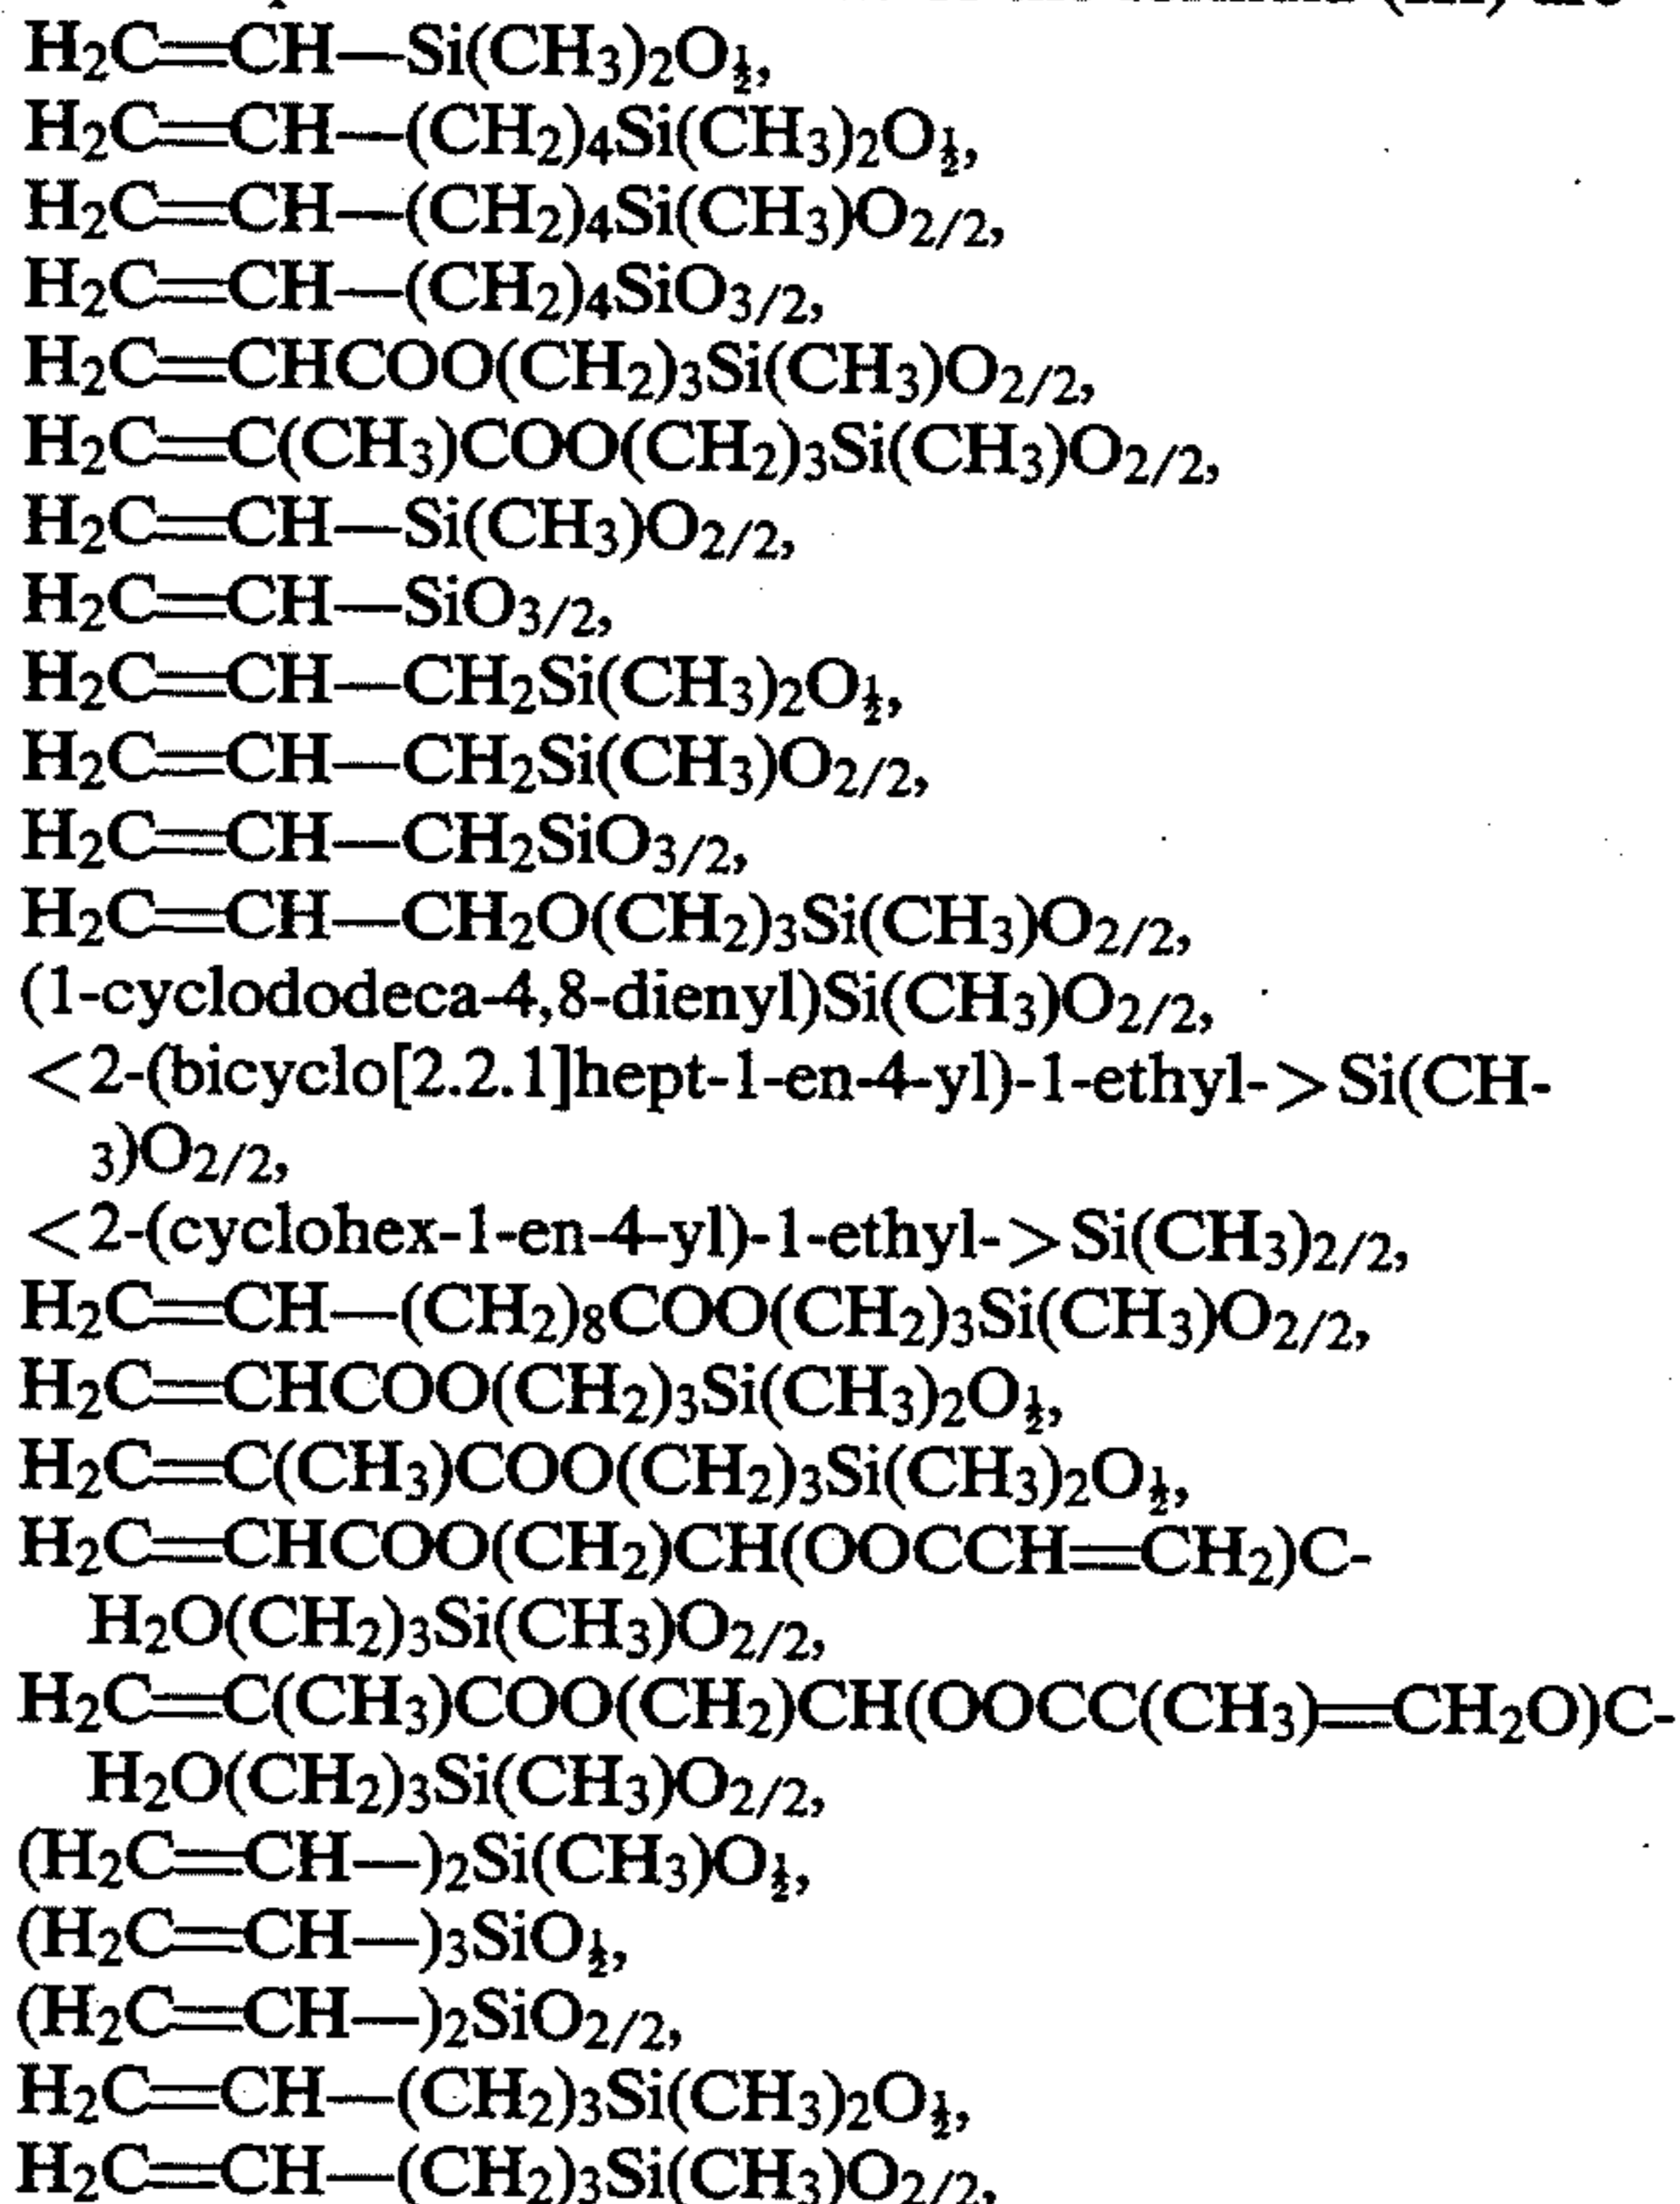 H₂C=CH—Si(CH₃)₂O½,
H₂C=CH—(CH₂)₄Si(CH₃)₂O½,
H₂C=CH—(CH₂)₄Si(CH₃)O₂/₂,
H₂C=CH—(CH₂)₄SiO₃/₂,
H₂C=CHCOO(CH₂)₃Si(CH₃)O₂/₂,
H₂C=C(CH₃)COO(CH₂)₃Si(CH₃)O₂/₂,
H₂C=CH—Si(CH₃)O₂/₂,
H₂C=CH—SiO₃/₂,
H₂C=CH—CH₂Si(CH₃)₂O½,
H₂C=CH—CH₂Si(CH₃)O₂/₂,
H₂C=CH—CH₂SiO₃/₂,
H₂C=CH—CH₂O(CH₂)₃Si(CH₃)O₂/₂,
(1-cyclododeca-4,8-dienyl)Si(CH₃)O₂/₂,
<2-(bicyclo[2.2.1]hept-1-en-4-yl)-1-ethyl->Si(CH-
₃)O₂/₂,
<2-(cyclohex-1-en-4-yl)-1-ethyl->Si(CH₃)₂/₂,
H₂C=CH—(CH₂)₈COO(CH₂)₃Si(CH₃)O₂/₂,
H₂C=CHCOO(CH₂)₃Si(CH₃)₂O½,
H₂C=C(CH₃)COO(CH₂)₃Si(CH₃)₂O½,
H₂C=CHCOO(CH₂)CH(OOCCH=CH₂)C-
H₂O(CH₂)₃Si(CH₃)O₂/₂,
H₂C=C(CH₃)COO(CH₂)CH(OOCC(CH₃)=CH₂O)C-
H₂O(CH₂)₃Si(CH₃)O₂/₂,
(H₂C=CH—)₂Si(CH₃)O½,
(H₂C=CH—)₃SiO½,
(H₂C=CH—)₂SiO₂/₂,
H₂C=CH—(CH₂)₃Si(CH₃)₂O½,
H₂C=CH—(CH₂)₃Si(CH₃)O₂/₂,